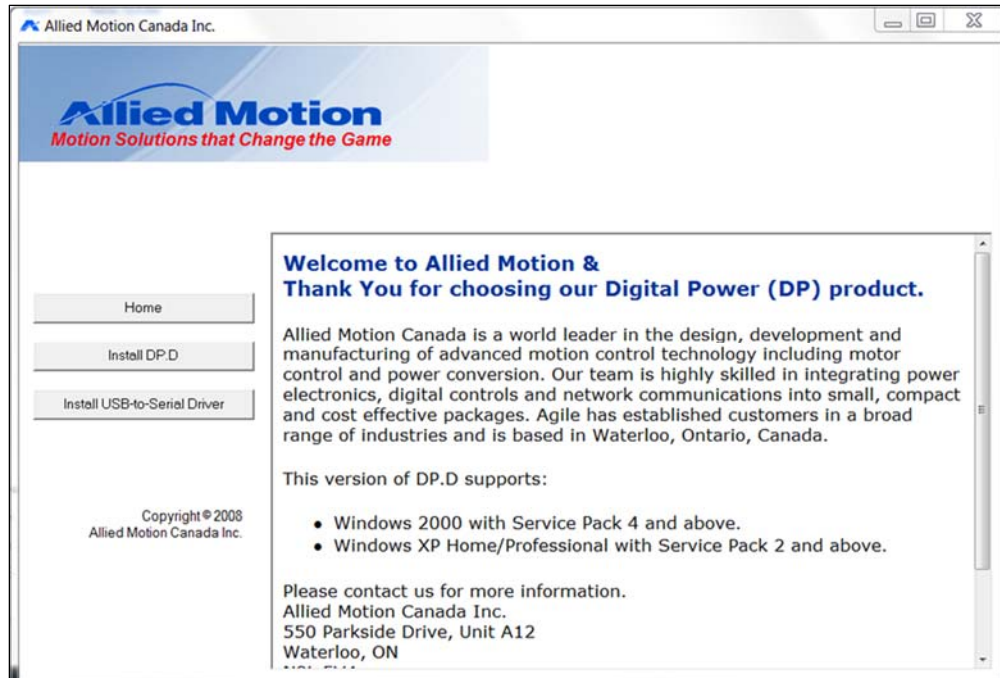 Allied Motion Canada Inc.
Allied Motion
Motion Solutions that Change the Game
Home
Install DP.D
Install USB-to-Serial Driver
Copyright © 2008
Allied Motion Canada Inc.
Welcome to Allied Motion &
Thank You for choosing our Digital Power (DP) product.
Allied Motion Canada is a world leader in the design, development and
manufacturing of advanced motion control technology including motor
control and power conversion. Our team is highly skilled in integrating power
electronics, digital controls and network communications into small, compact
and cost effective packages. Agile has established customers in a broad
range of industries and is based in Waterloo, Ontario, Canada.
This version of DP.D supports:
• Windows 2000 with Service Pack 4 and above.
• Windows XP Home/Professional with Service Pack 2 and above.
Please contact us for more information.
Allied Motion Canada Inc.
550 Parkside Drive, Unit A12
Waterloo, ON